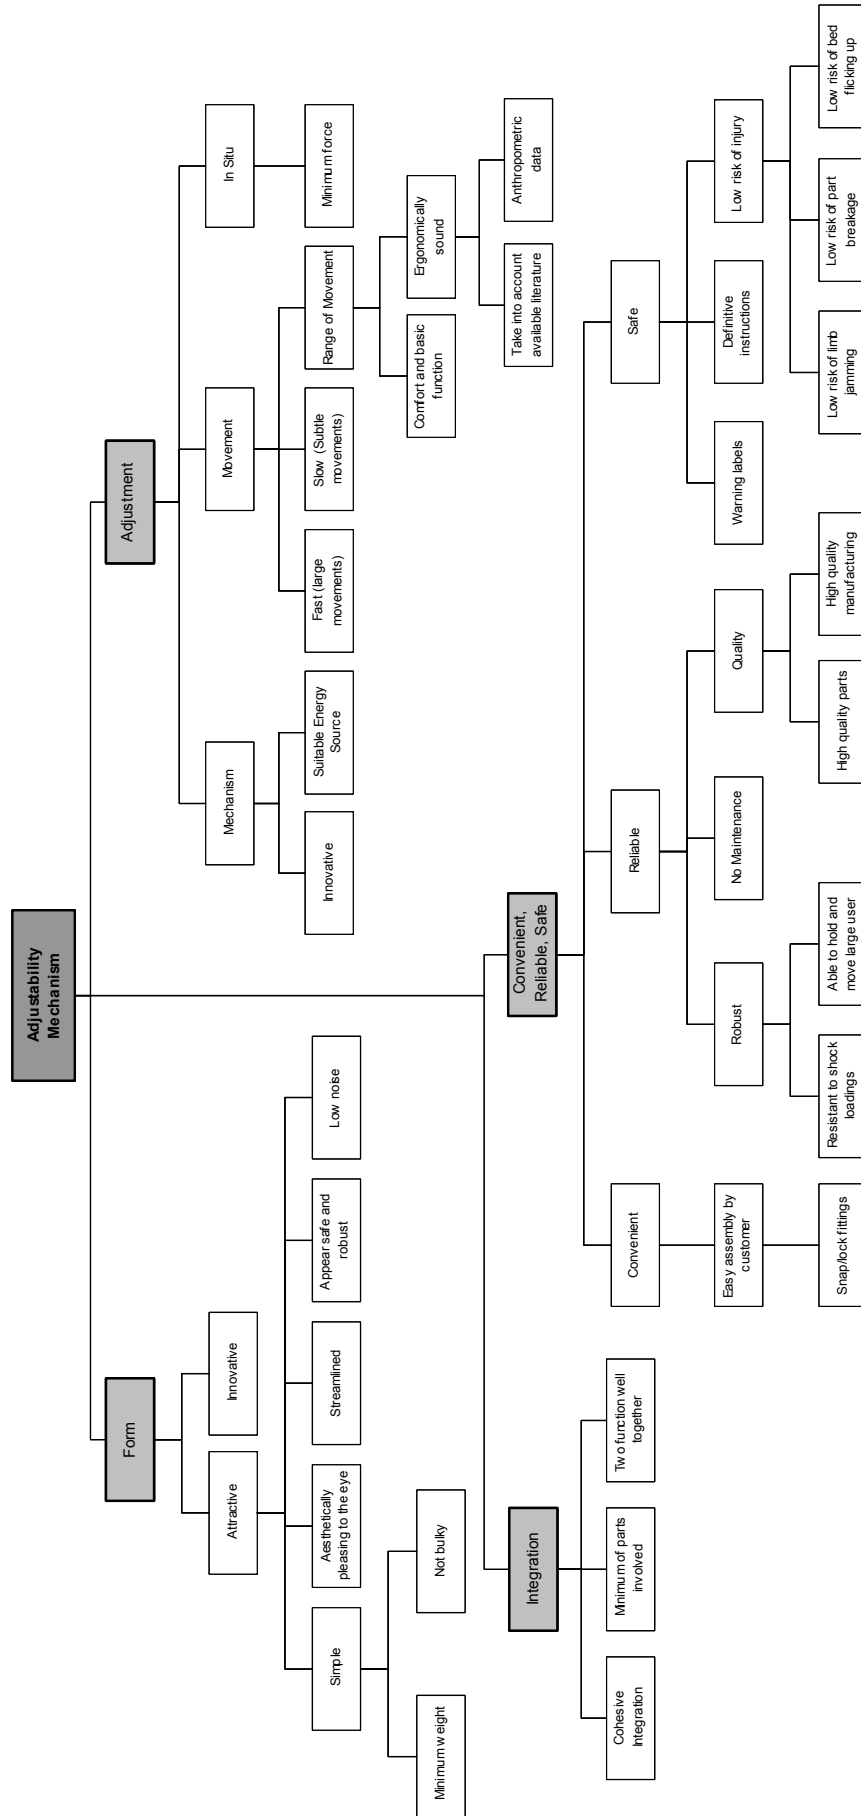 Adjustability
Mechanism
Form
Adjustment
Attractive
Innovative
Mechanism
Movement
In Situ
Simple
Aesthetically
pleasing to the eye
Streamlined
Appear safe and
robust
Low noise
Innovative
Suitable Energy
Source
Fast (large
movements)
Slow (Subtle
movements)
Range of Movement
Minimum force
Minimum weight
Not bulky
Comfort and basic
function
Ergonomically
sound
Take into account
available literature
Anthropometric
data
Integration
Convenient,
Reliable, Safe
Cohesive
Integration
Minimum of parts
involved
Two function well
together
Convenient
Reliable
Safe
Easy assembly by
customer
Robust
No Maintenance
Quality
Warning labels
Definitive
instructions
Low risk of injury
Snap/lock fittings
Resistant to shock
loadings
Able to hold and
move large user
High quality parts
High quality
manufacturing
Low risk of limb
jamming
Low risk of part
breakage
Low risk of bed
flicking up